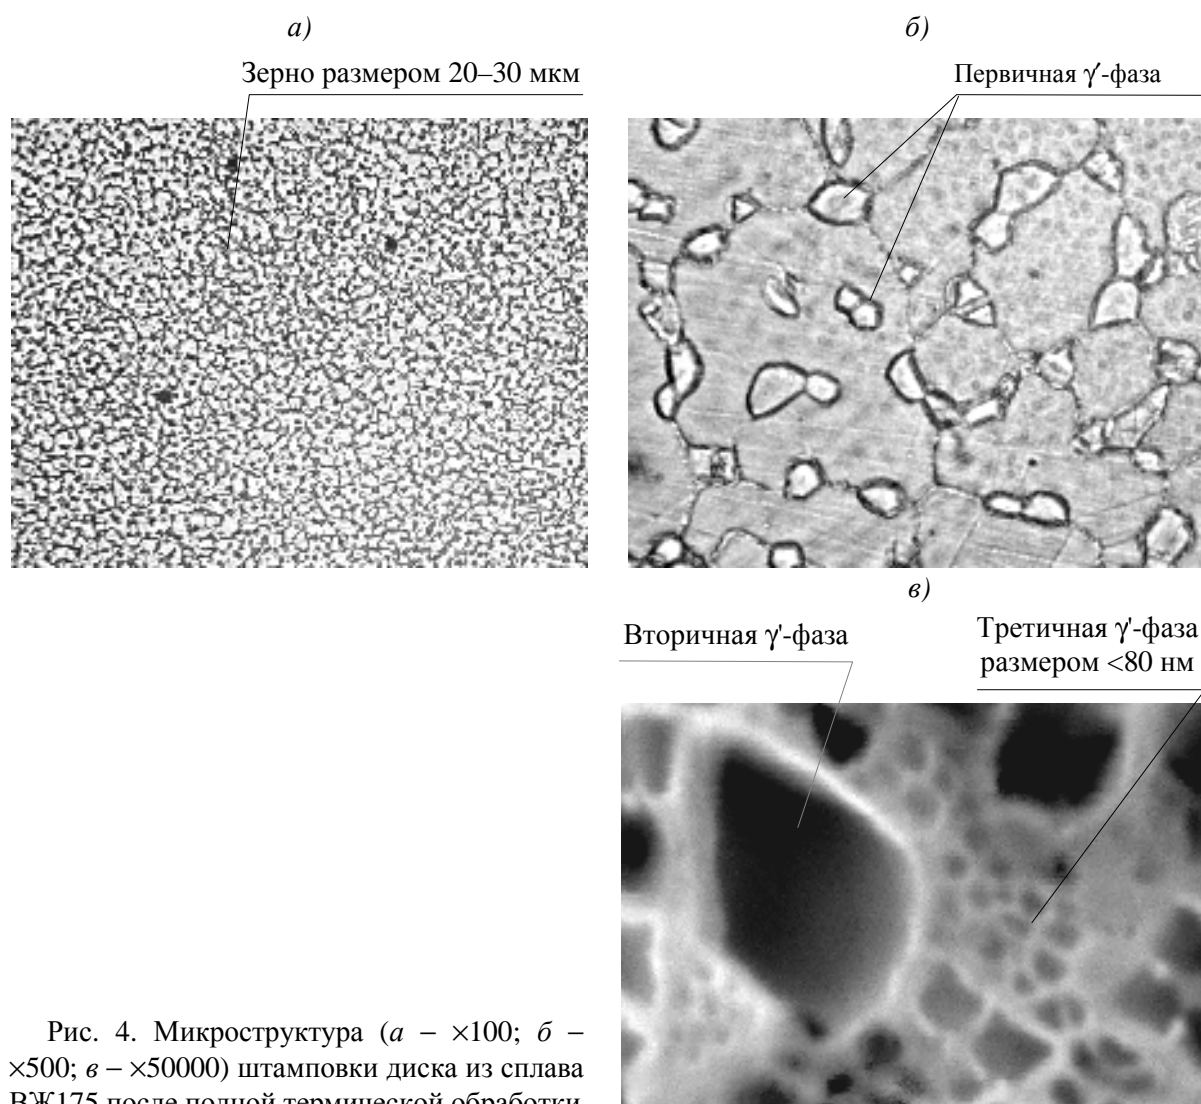 а)
б)
Зерно размером 20–30 мкм
Первичная γ′-фаза
в)
Вторичная γ'-фаза
Третичная γ'-фаза
размером <80 нм
Рис. 4. Микроструктура (а – ×100; б –
×500; в – ×50000) штамповки диска из сплава
ВЖ175 после полной термической обработки